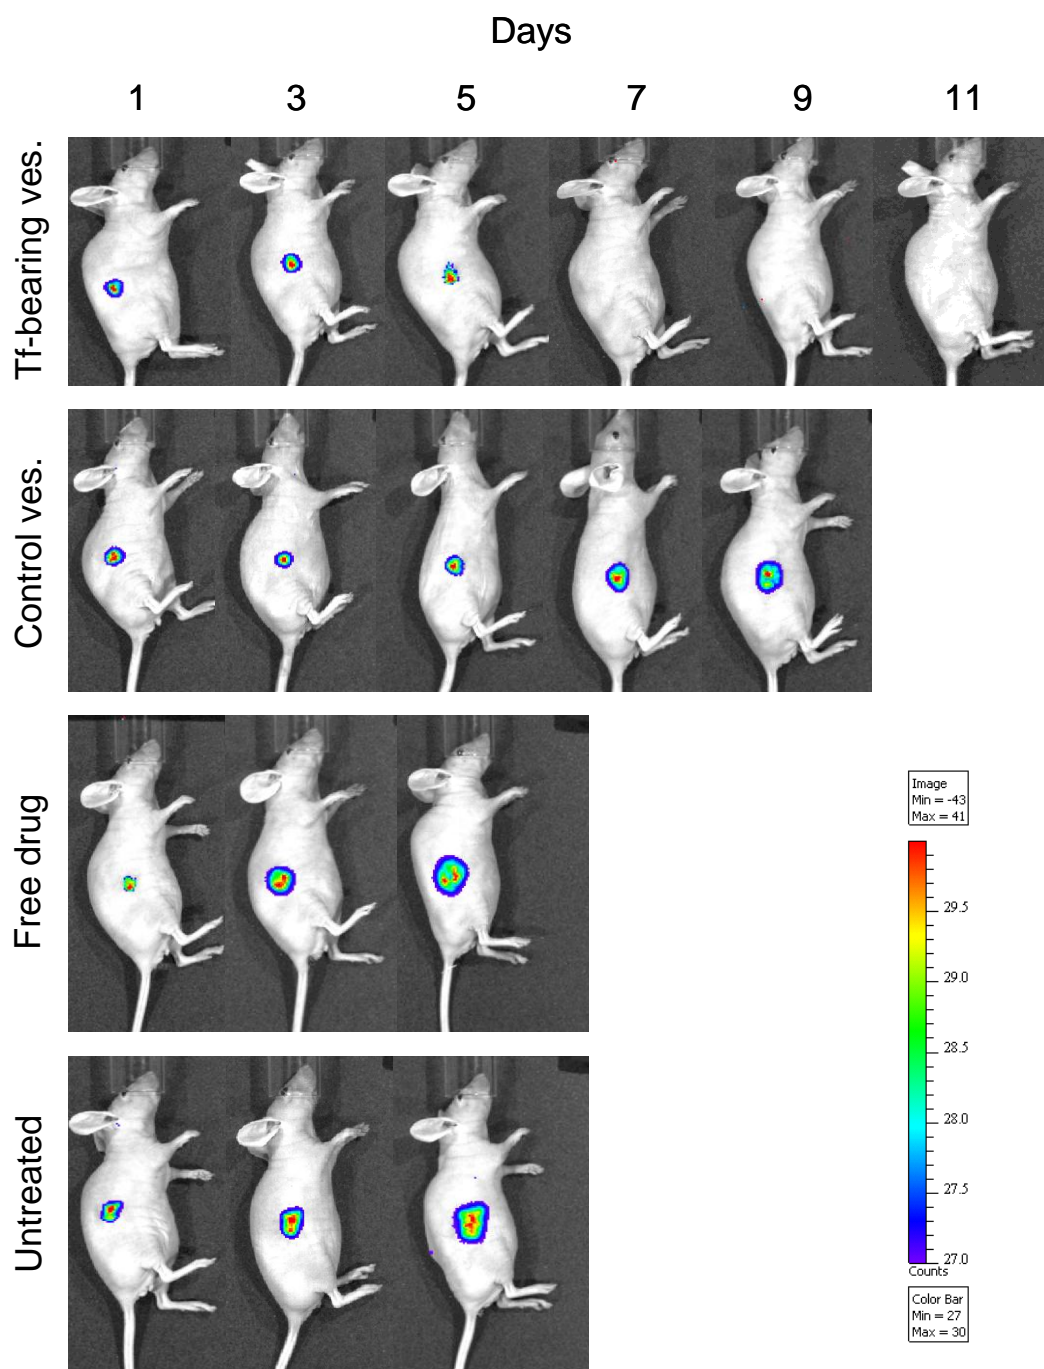 Days
1 3 5 7 9 11
Tf-bearing ves.
Control ves.
Free drug
Untreated
Image
Min = -43
Max = 41
29.5
29.0
28.5
28.0
27.5
27.0
Counts
Color Bar
Min = 27
Max = 30